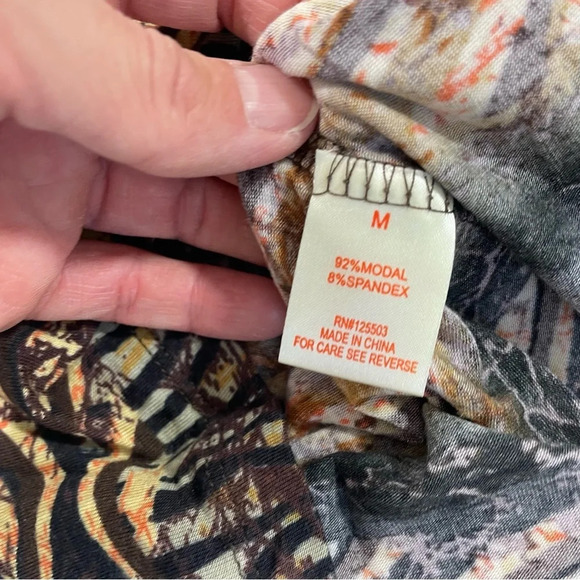 M
92%MODAL
8%SPANDEX
RN#125503
MADE IN CHINA
FOR CARE SEE REVERSE